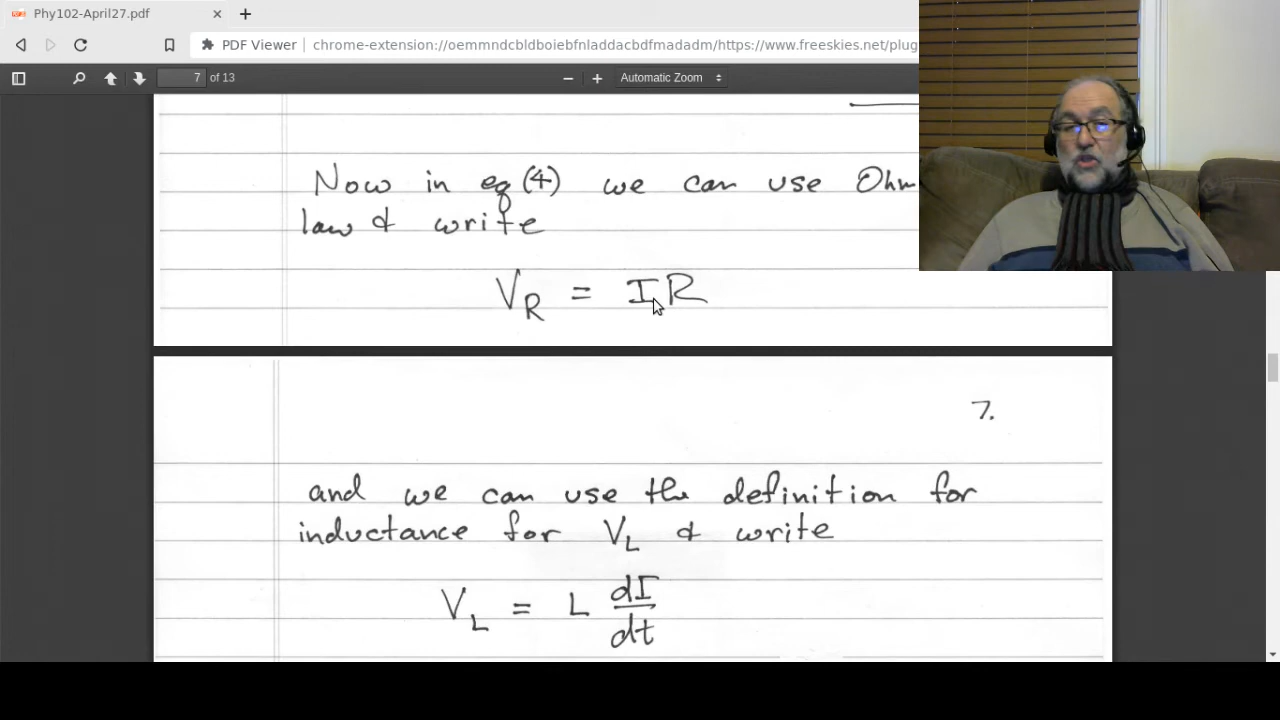 Phy102-April27.pdf
PDF Viewer chrome-extension://oemmndcbldboiebfnladdacbdfmadadm/https://www.freeskies.net/plug
7 of 13 Automatic Zoom
Now in eq (4) we can use Ohm
law & write
V_R = IR
7.
and we can use the definition for
inductance for V_L & write
V_L = L dI/dt